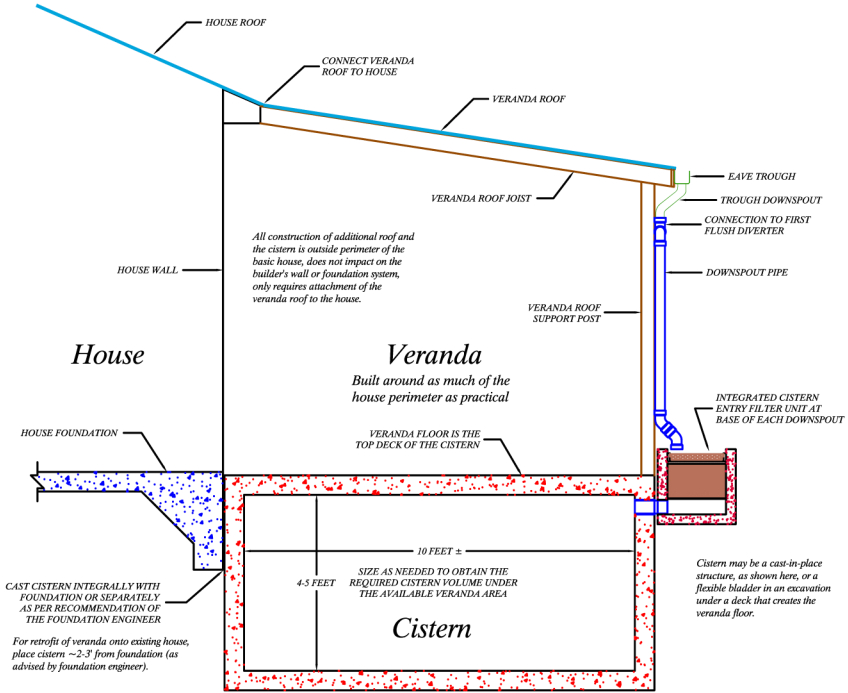 HOUSE ROOF
CONNECT VERANDA
ROOF TO HOUSE
VERANDA ROOF
EAVE TROUGH
VERANDA ROOF JOIST
TROUGH DOWNSPOUT
CONNECTION TO FIRST
FLUSH DIVERTER
All construction of additional roof and
the cistern is outside perimeter of the
basic house, does not impact on the
builder's wall or foundation system,
only requires attachment of the
veranda roof to the house.
HOUSE WALL
DOWNSPOUT PIPE
VERANDA ROOF
SUPPORT POST
House
Veranda
Built around as much of the
house perimeter as practical
INTEGRATED CISTERN
ENTRY FILTER UNIT AT
BASE OF EACH DOWNSPOUT
HOUSE FOUNDATION
VERANDA FLOOR IS THE
TOP DECK OF THE CISTERN
10 FEET ±
4-5 FEET
SIZE AS NEEDED TO OBTAIN THE
REQUIRED CISTERN VOLUME UNDER
THE AVAILABLE VERANDA AREA
Cistern
CAST CISTERN INTEGRALLY WITH
FOUNDATION OR SEPARATELY
AS PER RECOMMENDATION OF
THE FOUNDATION ENGINEER
For retrofit of veranda onto existing house,
place cistern ~2-3' from foundation (as
advised by foundation engineer).
Cistern may be a cast-in-place
structure, as shown here, or a
flexible bladder in an excavation
under a deck that creates the
veranda floor.